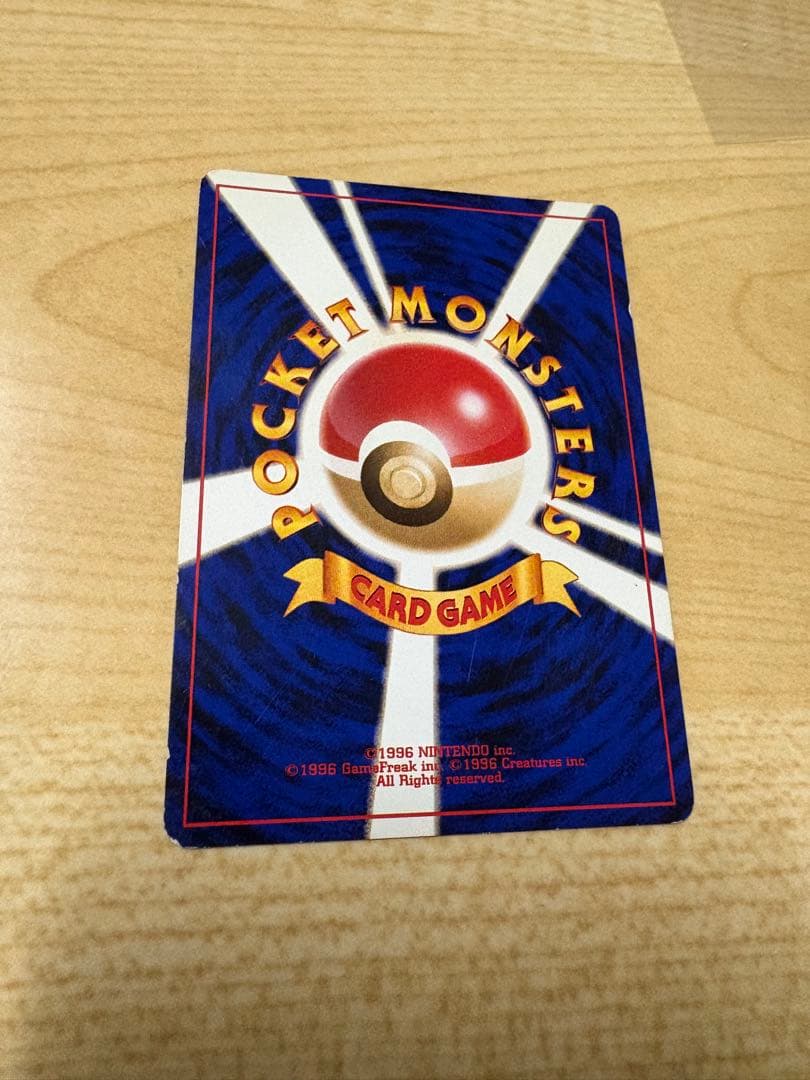 POCKET MONSTERS
CARD GAME
©1996 NINTENDO inc.
©1996 GameFreak inc. ©1996 Creatures inc.
All Rights reserved.